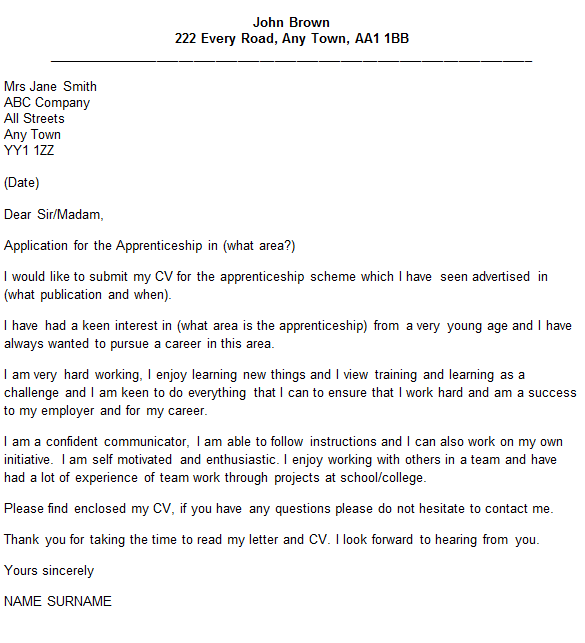 John Brown
222 Every Road, Any Town, AA1 1BB
Mrs Jane Smith
ABC Company
All Streets
Any Town
YY1 1ZZ
(Date)
Dear Sir/Madam,
Application for the Apprenticeship in (what area?)
I would like to submit my CV for the apprenticeship scheme which I have seen advertised in
(what publication and when).
I have had a keen interest in (what area is the apprenticeship) from a very young age and I have
always wanted to pursue a career in this area.
I am very hard working, I enjoy learning new things and I view training and learning as a
challenge and I am keen to do everything that I can to ensure that I work hard and am a success
to my employer and for my career.
I am a confident communicator, I am able to follow instructions and I can also work on my own
initiative. I am self motivated and enthusiastic. I enjoy working with others in a team and have
had a lot of experience of team work through projects at school/college.
Please find enclosed my CV, if you have any questions please do not hesitate to contact me.
Thank you for taking the time to read my letter and CV. I look forward to hearing from you.
Yours sincerely
NAME SURNAME